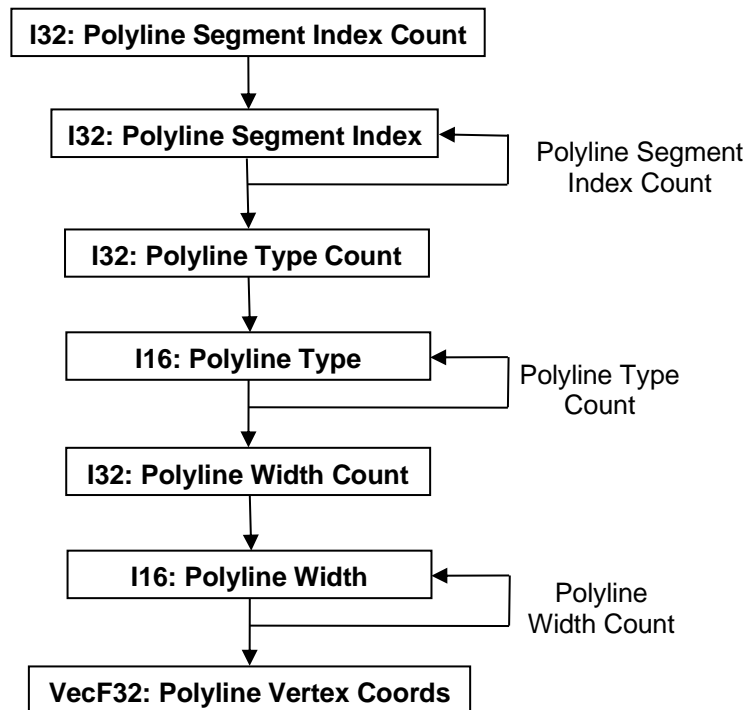 I32: Polyline Segment Index Count
I32: Polyline Segment Index
Polyline Segment
Index Count
I32: Polyline Type Count
I16: Polyline Type
Polyline Type
Count
I32: Polyline Width Count
I16: Polyline Width
Polyline
Width Count
VecF32: Polyline Vertex Coords